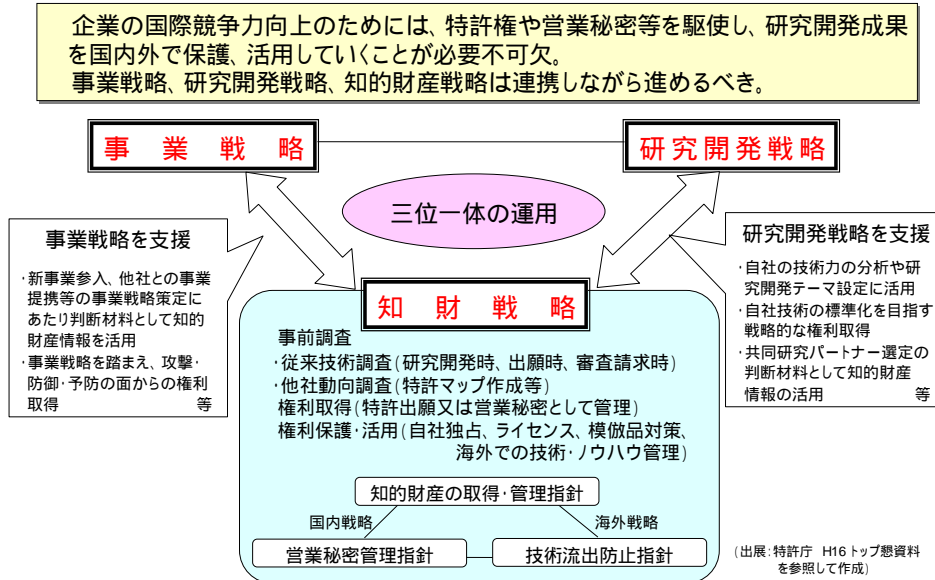 企業の国際競争力向上のためには、特許権や営業秘密等を駆使し、研究開発成果
を国内外で保護、活用していくことが必要不可欠。
事業戦略、研究開発戦略、知的財産戦略は連携しながら進めるべき。
事業戦略
研究開発戦略
三位一体の運用
事業戦略を支援
・新事業参入、他社との事業
提携等の事業戦略策定に
あたり判断材料として知的
財産情報を活用
・事業戦略を踏まえ、攻撃・
防御・予防の面からの権利
取得 等
研究開発戦略を支援
・自社の技術力の分析や研
究開発テーマ設定に活用
・自社技術の標準化を目指す
戦略的な権利取得
・共同研究パートナー選定の
判断材料として知的財産
情報の活用 等
知財戦略
事前調査
・従来技術調査(研究開発時、出願時、審査請求時)
・他社動向調査(特許マップ作成等)
権利取得(特許出願又は営業秘密として管理)
権利保護・活用(自社独占、ライセンス、模倣品対策、
海外での技術・ノウハウ管理)
知的財産の取得・管理指針
国内戦略
海外戦略
営業秘密管理指針
技術流出防止指針
(出展:特許庁 H16トップ懇資料
を参照して作成)